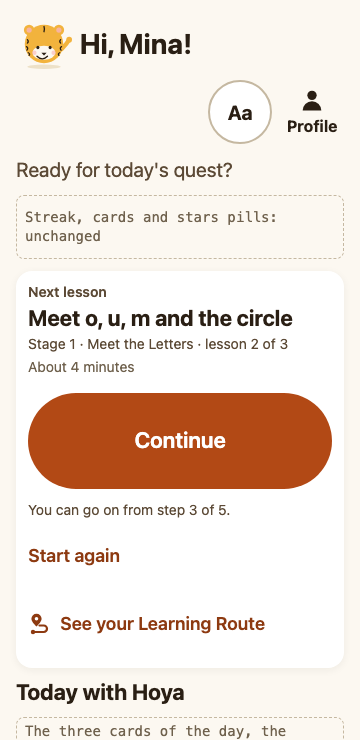 Hi, Mina!
Aa
Profile
Ready for today's quest?
Streak, cards and stars pills:
unchanged
Next lesson
Meet o, u, m and the circle
Stage 1 · Meet the Letters · lesson 2 of 3
About 4 minutes
Continue
You can go on from step 3 of 5.
Start again
See your Learning Route
Today with Hoya
The three cards of the day, the